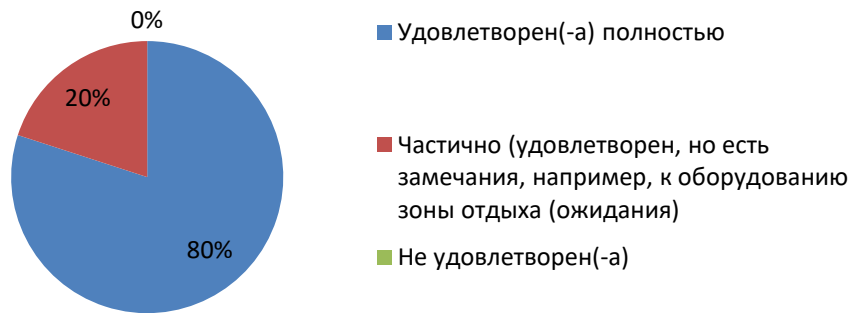 0%
20%
80%
Удовлетворен(-а) полностью
Частично (удовлетворен, но есть
замечания, например, к оборудованию
зоны отдыха (ожидания)
Не удовлетворен(-а)